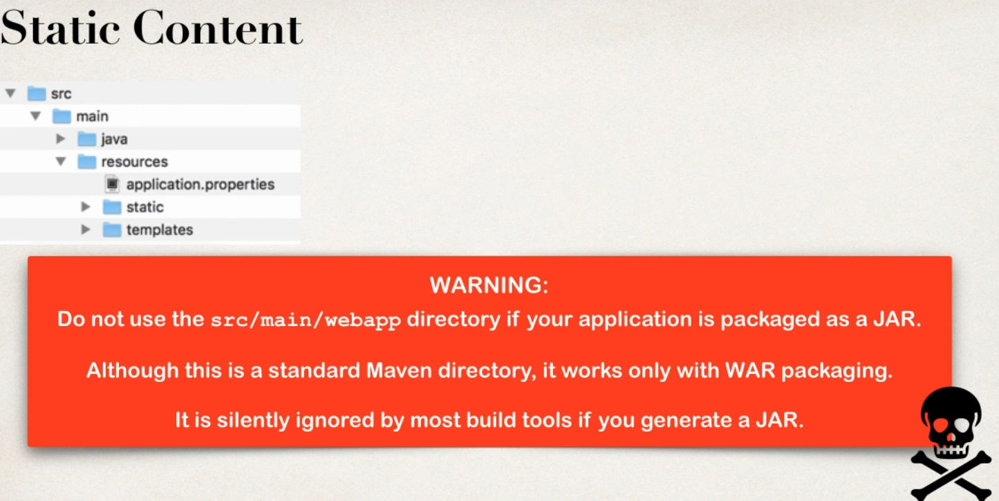 Static Content
src
main
java
resources
application.properties
static
templates
WARNING:
Do not use the src/main/webapp directory if your application is packaged as a JAR.
Although this is a standard Maven directory, it works only with WAR packaging.
It is silently ignored by most build tools if you generate a JAR.